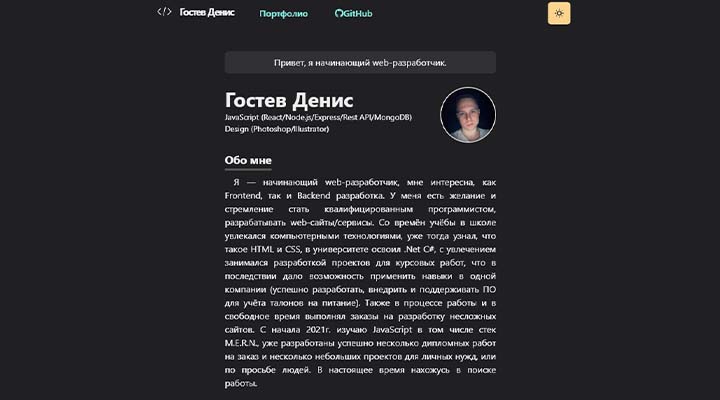 </> Гостев Денис Портфолио GitHub
Привет, я начинающий web-разработчик.
Гостев Денис
JavaScript (React/Node.js/Express/Rest API/MongoDB)
Design (Photoshop/Illustrator)
Обо мне
Я — начинающий web-разработчик, мне интересна, как
Frontend, так и Backend разработка. У меня есть желание и
стремление стать квалифицированным программистом,
разрабатывать web-сайты/сервисы. Со времён учёбы в школе
увлекался компьютерными технологиями, уже тогда узнал, что
такое HTML и CSS, в университете освоил .Net C#, с увлечением
занимался разработкой проектов для курсовых работ, что в
последствии дало возможность применить навыки в одной
компании (успешно разработать, внедрить и поддерживать ПО
для учёта талонов на питание). Также в процессе работы и в
свободное время выполнял заказы на разработку несложных
сайтов. С начала 2021г. изучаю JavaScript в том числе стек
M.E.R.N., уже разработаны успешно несколько дипломных работ
на заказ и несколько небольших проектов для личных нужд, или
по просьбе людей. В настоящее время нахожусь в поиске
работы.